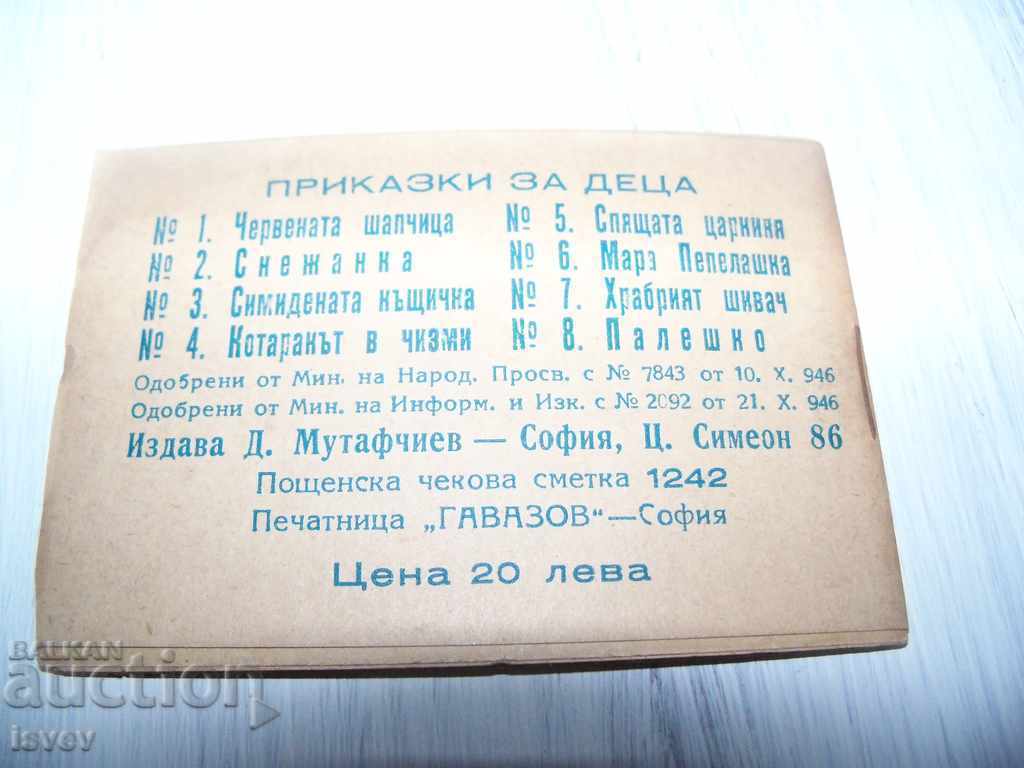 ПРИКАЗКИ ЗА ДЕЦА
№ 1. Червената шапчица
№ 2. Снежанка
№ 3. Симидената къщичка
№ 4. Котаракът в чизми
№ 5. Спящата царкиня
№ 6. Мара Пепелашка
№ 7. Храбрият шивач
№ 8. Палешко
Одобрени от Мин. на Народ. Просв. с № 7843 от 10. X. 946
Одобрени от Мин. на Информ. и Изк. с № 2092 от 21. X. 946
Издава Д. Мутафчиев — София, Ц. Симеон 86
Пощенска чекова сметка 1242
Печатница „ГАВАЗОВ“—София
Цена 20 лева
BALKAN
auction
isvev